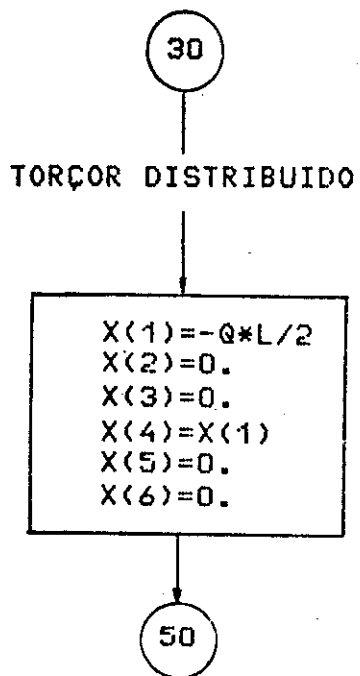 30
TORÇOR DISTRIBUIDO
X(1)=-Q*L/2
X(2)=0.
X(3)=0.
X(4)=X(1)
X(5)=0.
X(6)=0.
50